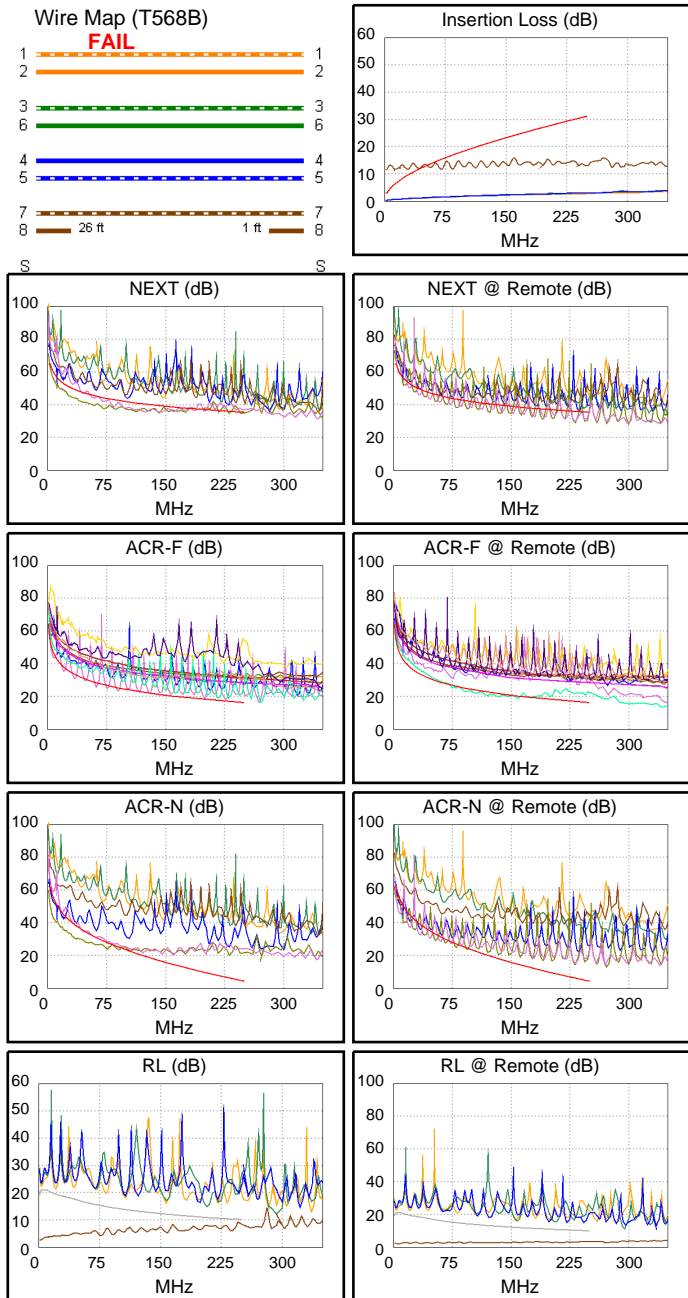 Wire Map (T568B)
FAIL
1 1
2 2
3 3
6 6
4 4
5 5
7 7
8 26 ft 1 ft 8
S S
Insertion Loss (dB)
60
50
40
30
20
10
0
0 75 150 225 300
MHz
NEXT (dB)
100
80
60
40
20
0
0 75 150 225 300
MHz
NEXT @ Remote (dB)
100
80
60
40
20
0
0 75 150 225 300
MHz
ACR-F (dB)
100
80
60
40
20
0
0 75 150 225 300
MHz
ACR-F @ Remote (dB)
100
80
60
40
20
0
0 75 150 225 300
MHz
ACR-N (dB)
100
80
60
40
20
0
0 75 150 225 300
MHz
ACR-N @ Remote (dB)
100
80
60
40
20
0
0 75 150 225 300
MHz
RL (dB)
60
50
40
30
20
10
0
0 75 150 225 300
MHz
RL @ Remote (dB)
100
80
60
40
20
0
0 75 150 225 300
MHz